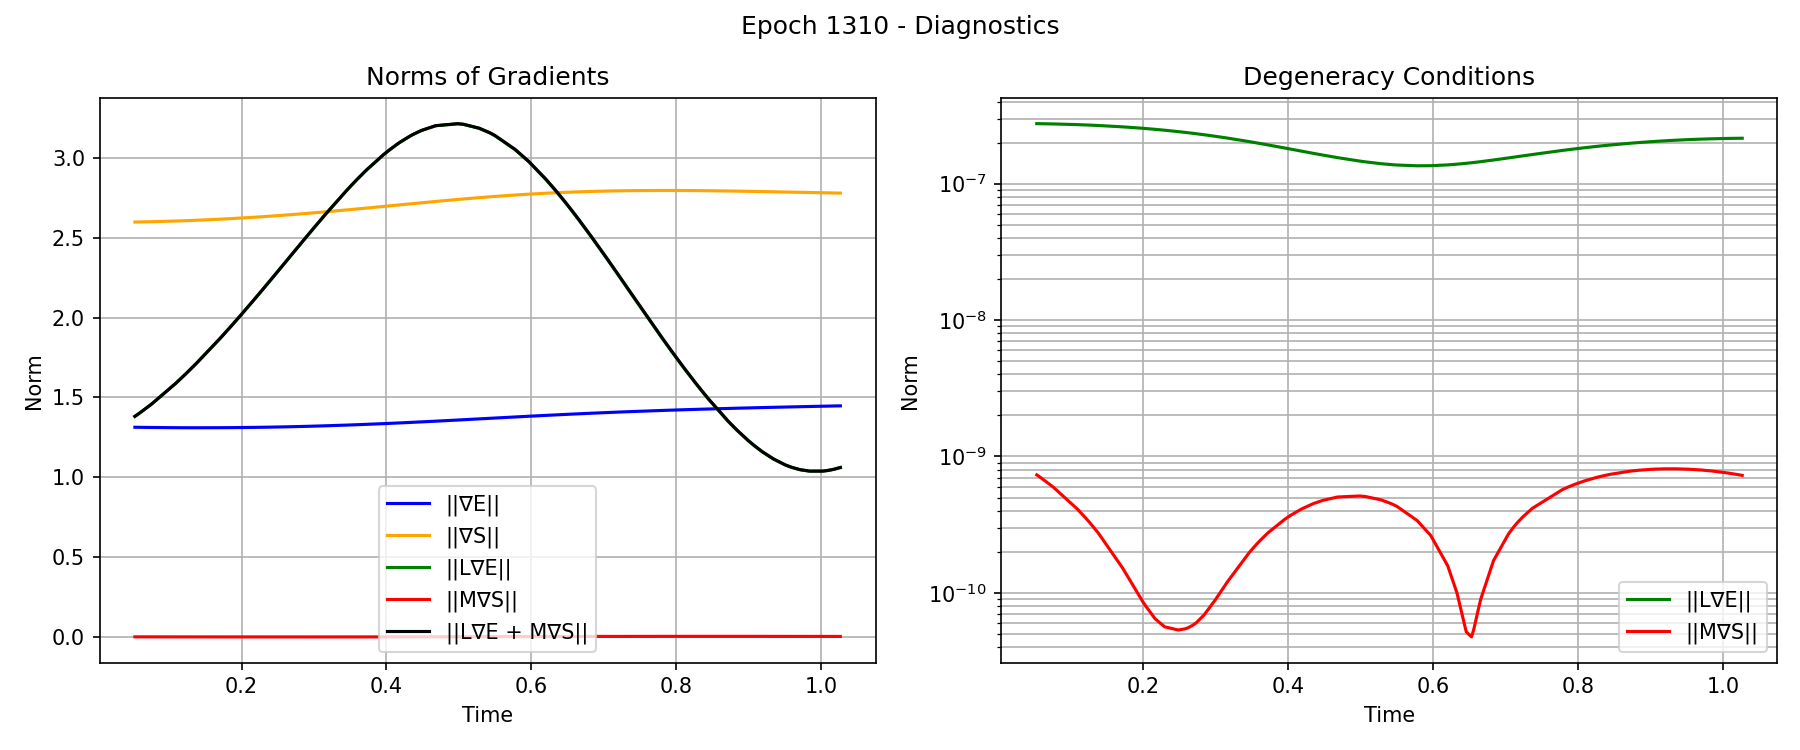 Epoch 1310 - Diagnostics
Norms of Gradients
Norm
3.0
2.5
2.0
1.5
1.0
0.5
0.0
||∇E||
||∇S||
||L∇E||
||M∇S||
||L∇E + M∇S||
0.2 0.4 0.6 0.8 1.0
Time
Degeneracy Conditions
Norm
10⁻⁷
10⁻⁸
10⁻⁹
10⁻¹⁰
||L∇E||
||M∇S||
0.2 0.4 0.6 0.8 1.0
Time